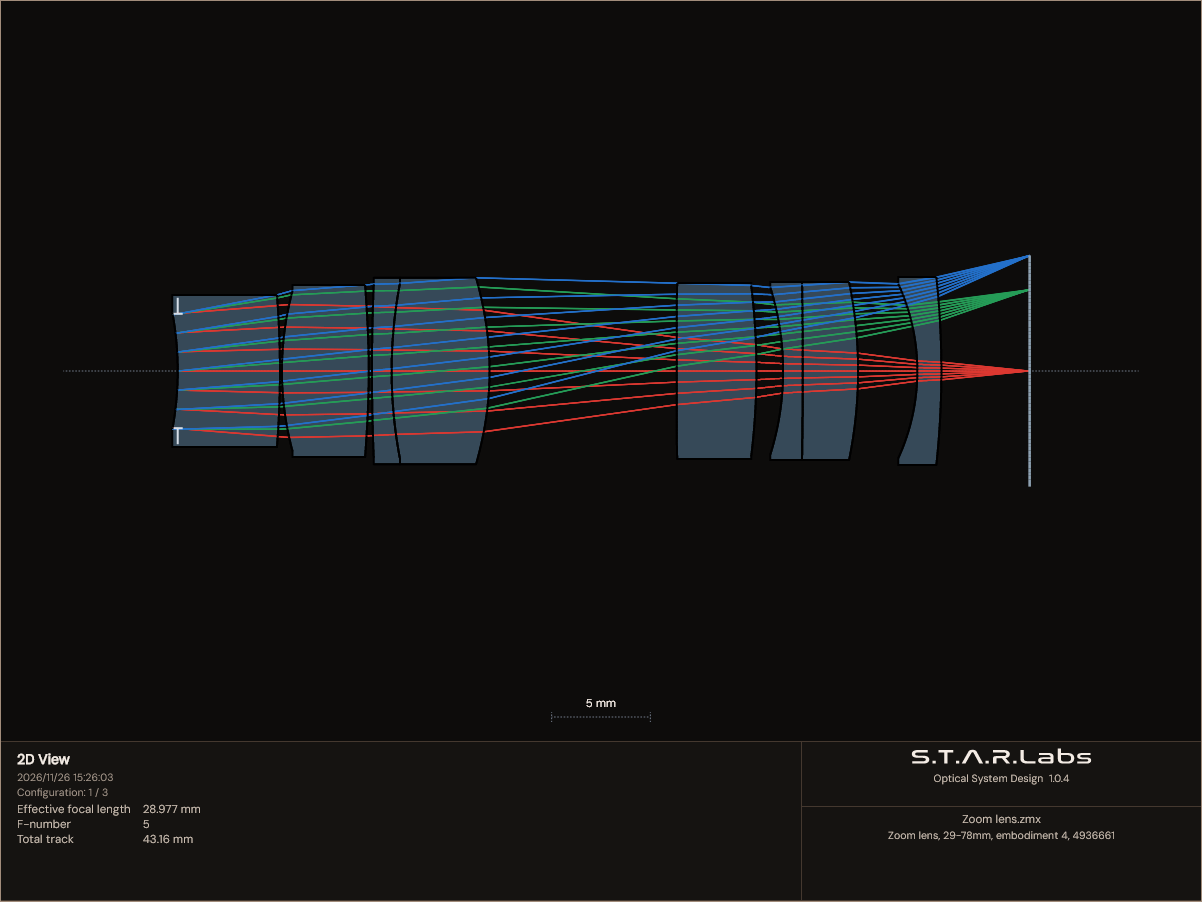 5 mm
2D View
2026/11/26 15:26:03
Configuration: 1 / 3
Effective focal length 28.977 mm
F-number 5
Total track 43.16 mm
S.T.A.R.Labs
Optical System Design 1.0.4
Zoom lens.zmx
Zoom lens, 29-78mm, embodiment 4, 4936661